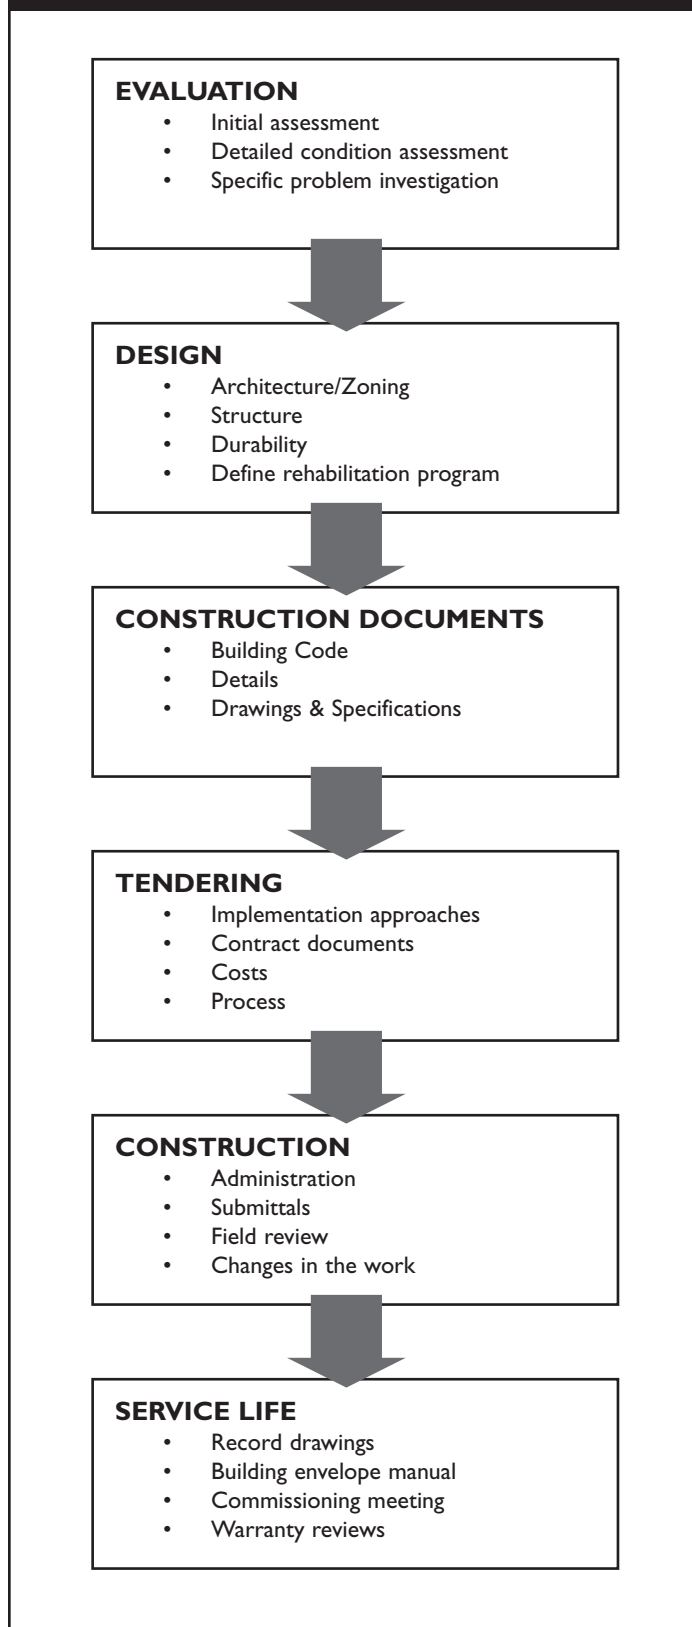 EVALUATION
• Initial assessment
• Detailed condition assessment
• Specific problem investigation
DESIGN
• Architecture/Zoning
• Structure
• Durability
• Define rehabilitation program
CONSTRUCTION DOCUMENTS
• Building Code
• Details
• Drawings & Specifications
TENDERING
• Implementation approaches
• Contract documents
• Costs
• Process
CONSTRUCTION
• Administration
• Submittals
• Field review
• Changes in the work
SERVICE LIFE
• Record drawings
• Building envelope manual
• Commissioning meeting
• Warranty reviews